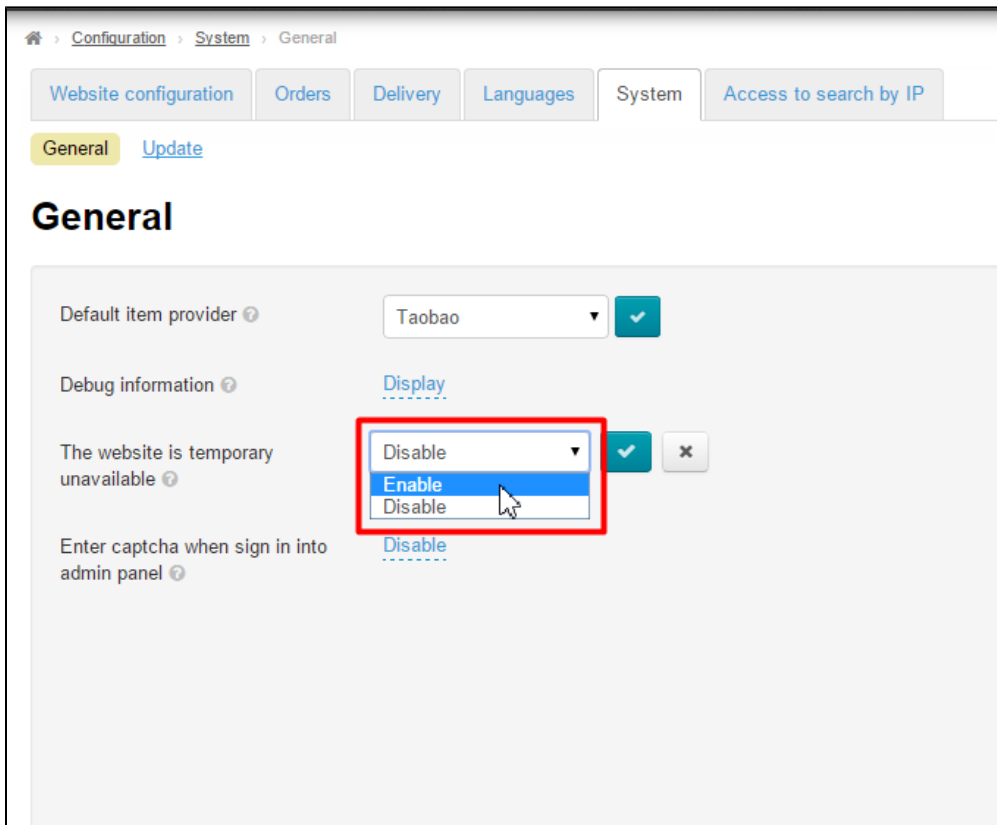 Configuration > System > General
Website configuration Orders Delivery Languages System Access to search by IP
General Update
General
Default item provider Taobao
Debug information Display
The website is temporary
unavailable
Disable
Enable
Disable
Enter captcha when sign in into
admin panel
Disable